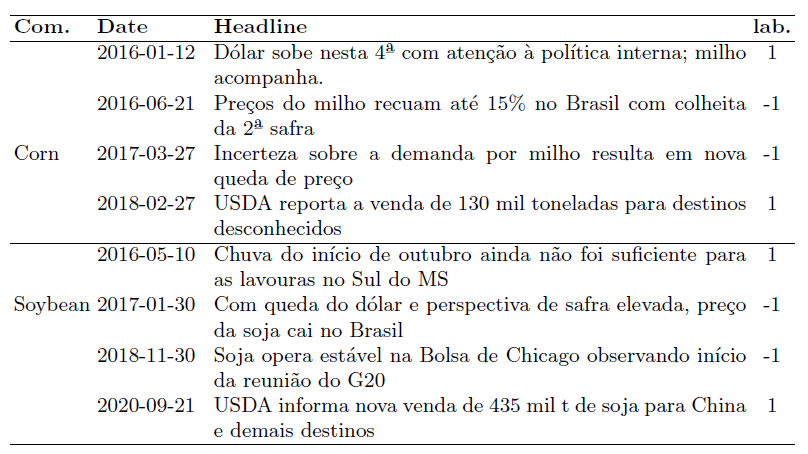 Com. Date Headline lab.
2016-01-12 Dólar sobe nesta 4ª com atenção à política interna; milho 1
acompanha.
2016-06-21 Preços do milho recuam até 15% no Brasil com colheita -1
da 2ª safra
Corn 2017-03-27 Incerteza sobre a demanda por milho resulta em nova -1
queda de preço
2018-02-27 USDA reporta a venda de 130 mil toneladas para destinos 1
desconhecidos
2016-05-10 Chuva do início de outubro ainda não foi suficiente para 1
as lavouras no Sul do MS
Soybean 2017-01-30 Com queda do dólar e perspectiva de safra elevada, preço -1
da soja cai no Brasil
2018-11-30 Soja opera estável na Bolsa de Chicago observando início -1
da reunião do G20
2020-09-21 USDA informa nova venda de 435 mil t de soja para China 1
e demais destinos